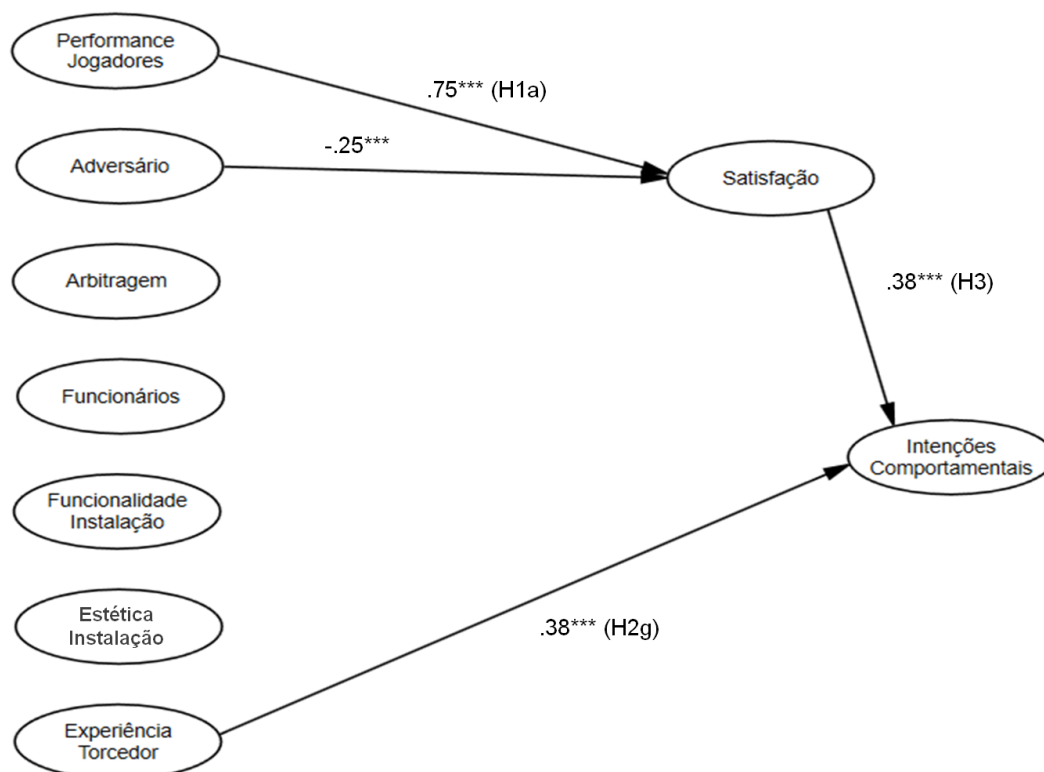 Performance
Jogadores
.75*** (H1a)
-.25***
Adversário
Satisfação
Arbitragem
.38*** (H3)
Funcionários
Intenções
Comportamentais
Funcionalidade
Instalação
Estética
Instalação
.38*** (H2g)
Experiência
Torcedor